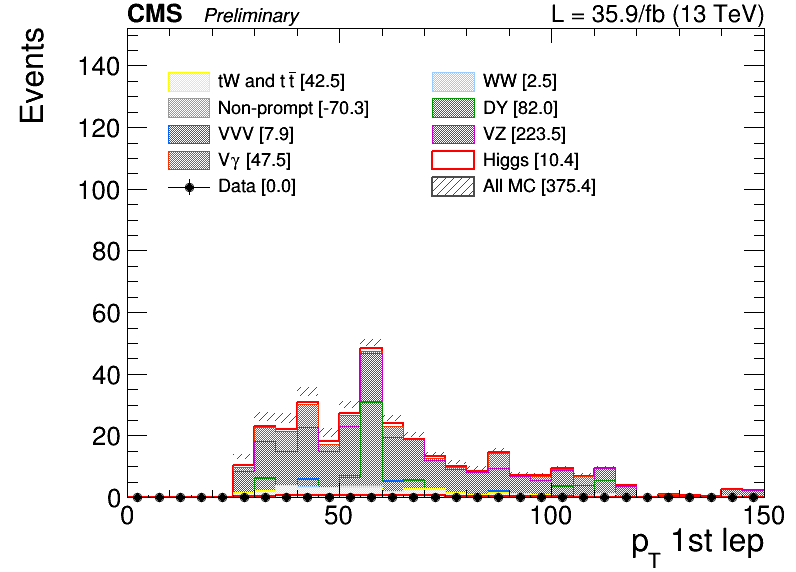 CMS Preliminary L = 35.9/fb (13 TeV)
Events
140
120
100
80
60
40
20
0
tW and t t̄ [42.5]
Non-prompt [-70.3]
VVV [7.9]
Vγ [47.5]
Data [0.0]
WW [2.5]
DY [82.0]
VZ [223.5]
Higgs [10.4]
All MC [375.4]
0 50 100 150
p_T 1st lep